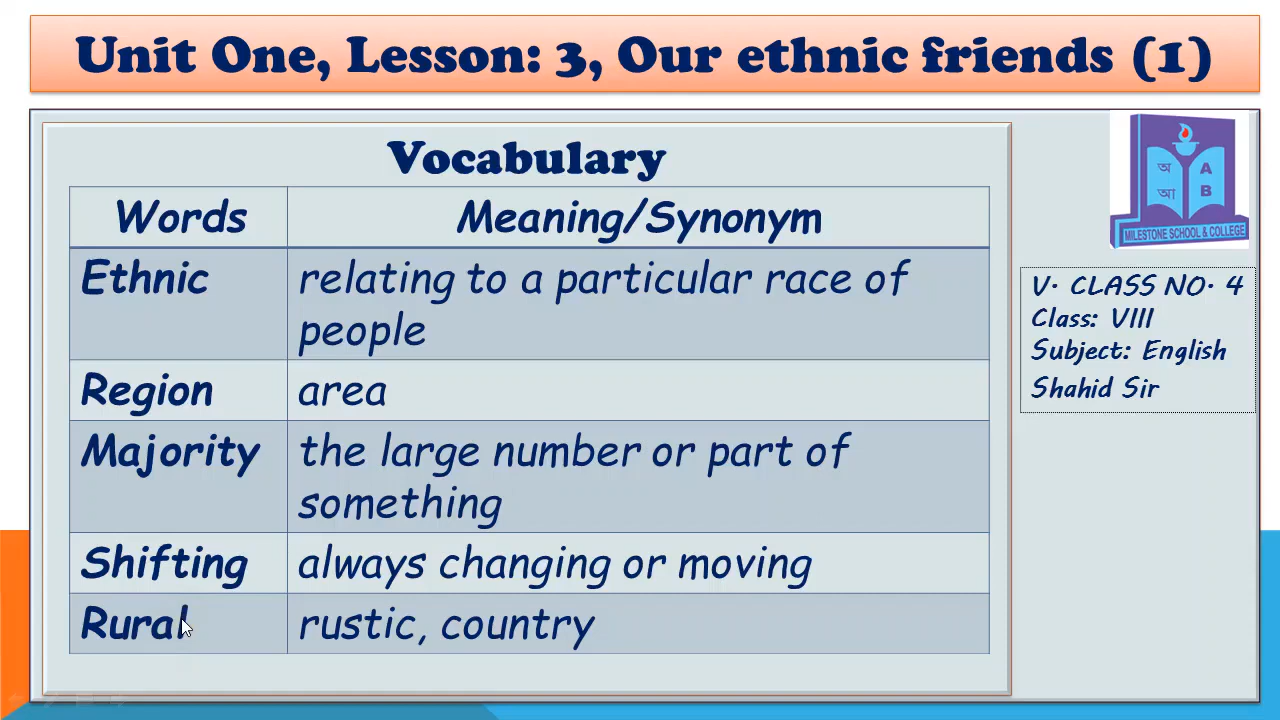 Unit One, Lesson: 3, Our ethnic friends (1)
Vocabulary
Words Meaning/Synonym
Ethnic relating to a particular race of
people
Region area
Majority the large number or part of
something
Shifting always changing or moving
Rural rustic, country
অ A
আ B
MILESTONE SCHOOL & COLLEGE
V. CLASS NO. 4
Class: VIII
Subject: English
Shahid Sir